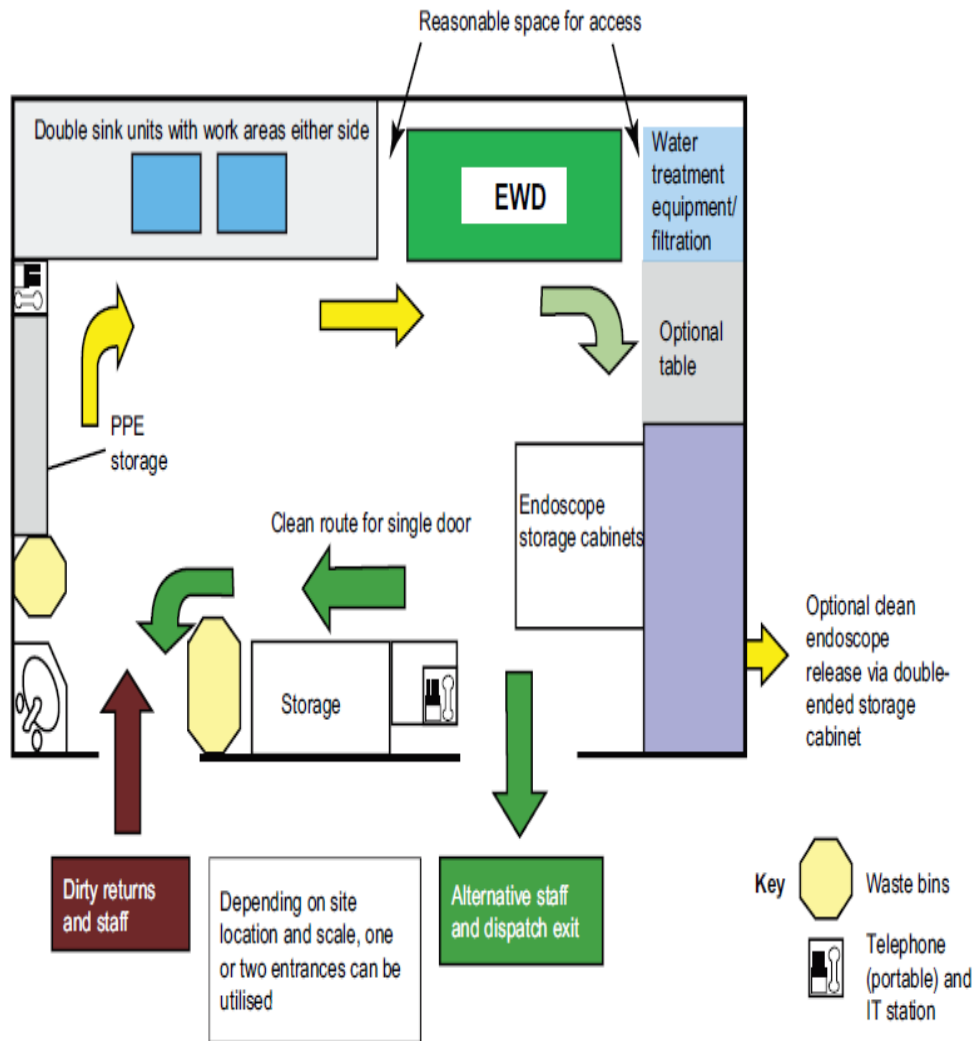 Reasonable space for access
Double sink units with work areas either side
EWD
Water
treatment
equipment/
filtration
Optional
table
PPE
storage
Endoscope
storage cabinets
Clean route for single door
Optional clean
endoscope
release via double-
ended storage
cabinet
Storage
Dirty returns
and staff
Depending on site
location and scale, one
or two entrances can be
utilised
Alternative staff
and dispatch exit
Key
Waste bins
Telephone
(portable) and
IT station